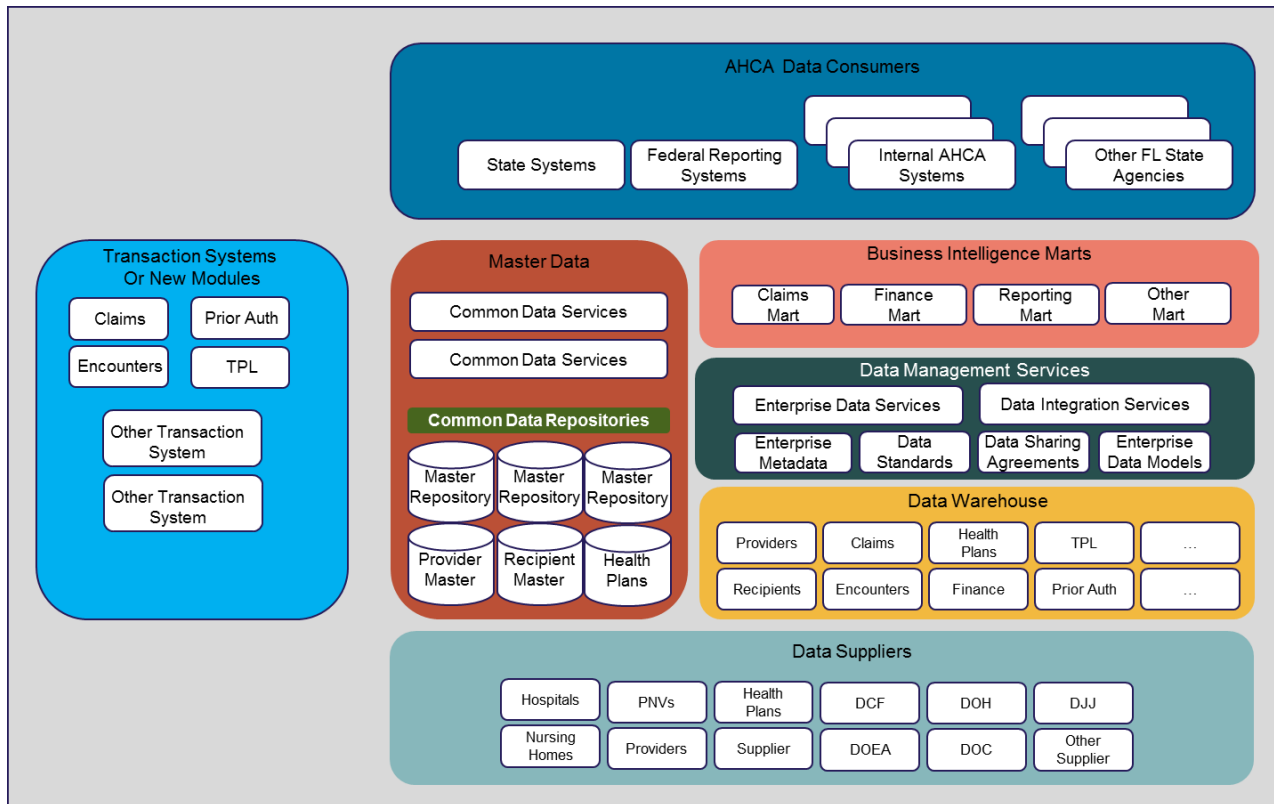 AHCA Data Consumers
State Systems
Federal Reporting
Systems
Internal AHCA
Systems
Other FL State
Agencies
Transaction Systems
Or New Modules
Claims
Prior Auth
Encounters
TPL
Other Transaction
System
Other Transaction
System
Master Data
Common Data Services
Common Data Services
Common Data Repositories
Master
Repository
Master
Repository
Master
Repository
Provider
Master
Recipient
Master
Health
Plans
Business Intelligence Marts
Claims
Mart
Finance
Mart
Reporting
Mart
Other
Mart
Data Management Services
Enterprise Data Services
Data Integration Services
Enterprise
Metadata
Data
Standards
Data Sharing
Agreements
Enterprise
Data Models
Data Warehouse
Providers
Claims
Health
Plans
TPL
...
Recipients
Encounters
Finance
Prior Auth
...
Data Suppliers
Hospitals
PNVs
Health
Plans
DCF
DOH
DJJ
Nursing
Homes
Providers
Supplier
DOEA
DOC
Other
Supplier